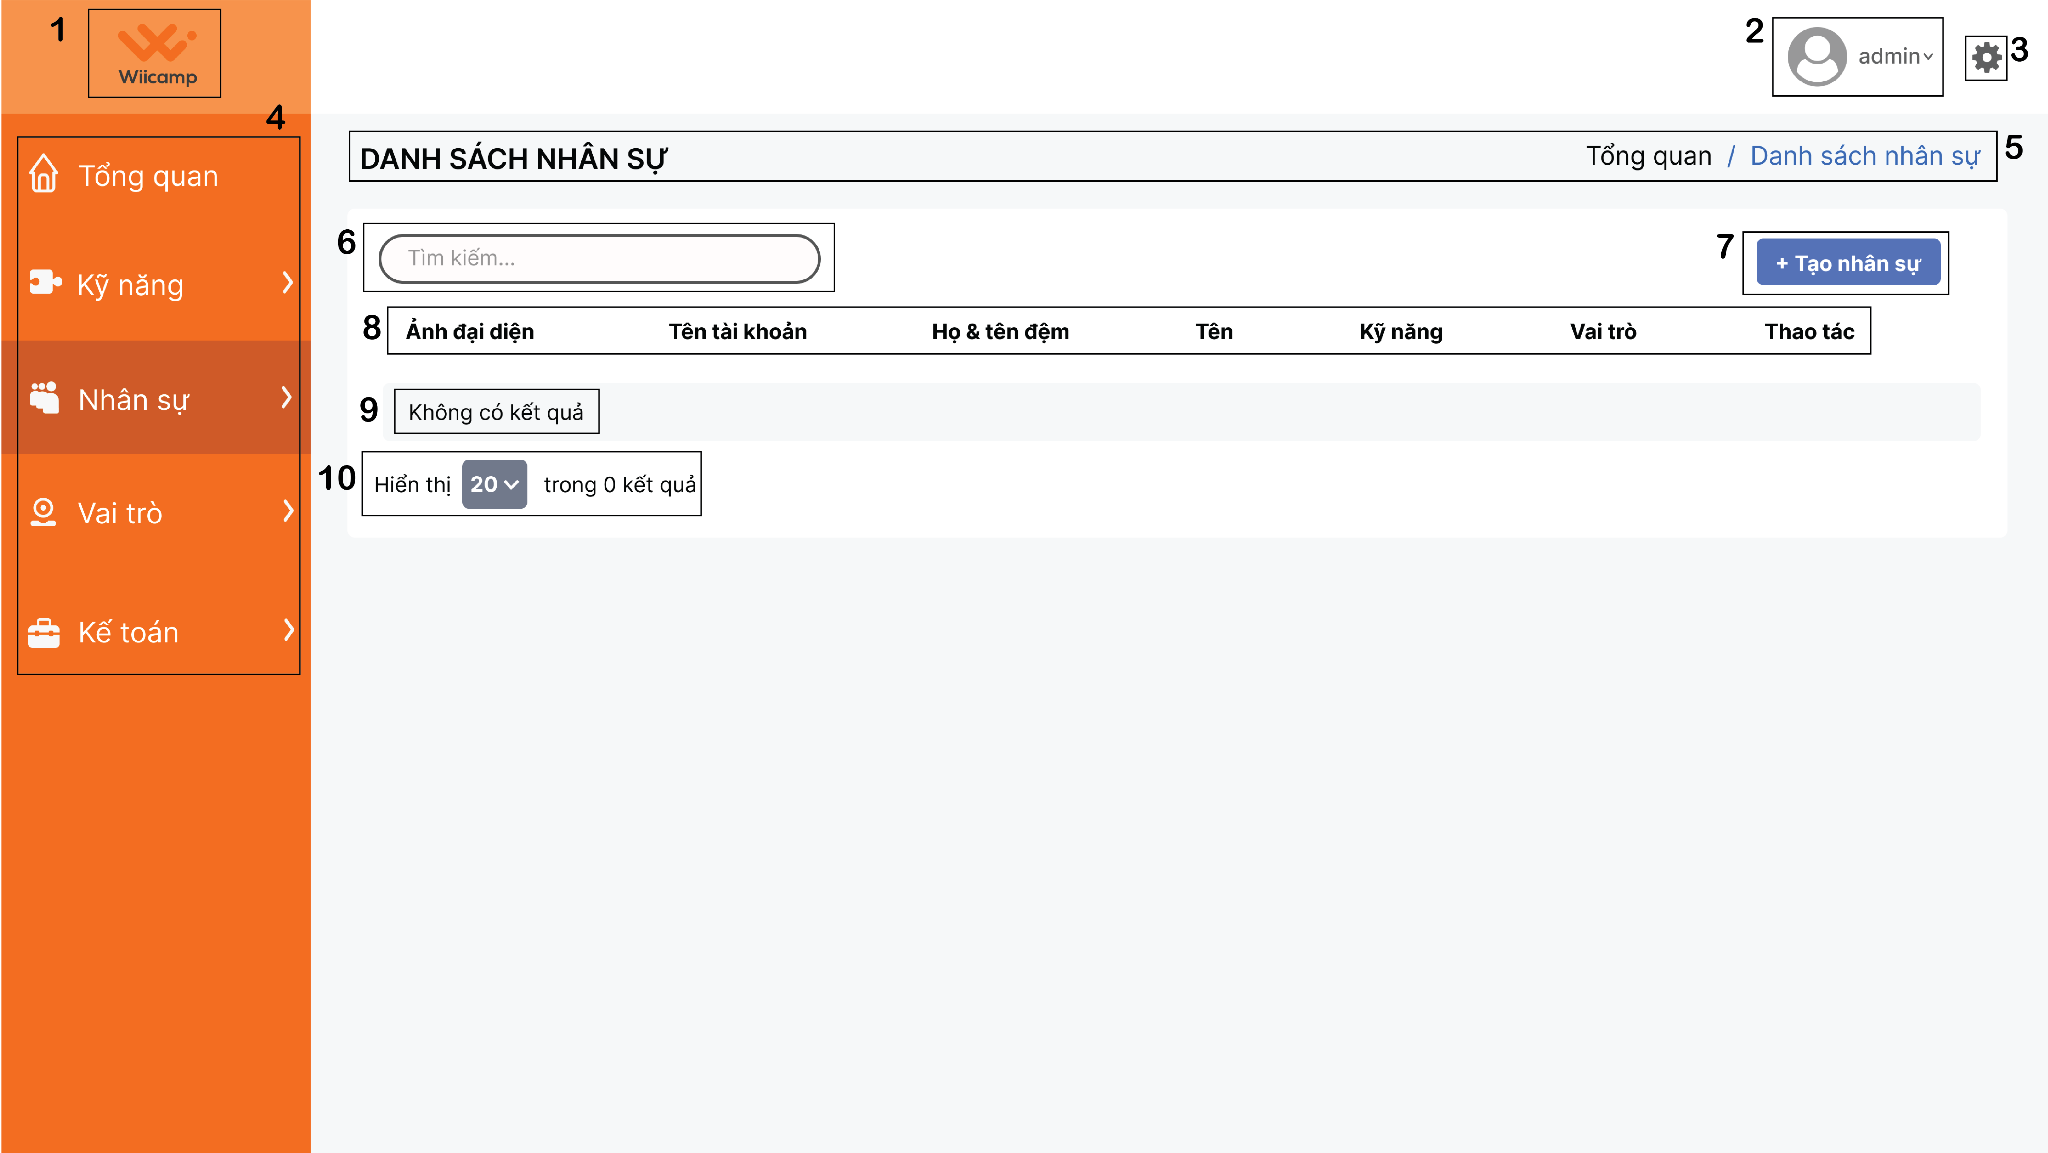 1
Wiicamp
2
admin
3
4
Tổng quan
Kỹ năng
Nhân sự
Vai trò
Kế toán
DANH SÁCH NHÂN SỰ
Tổng quan / Danh sách nhân sự
5
6
Tìm kiếm...
7
+ Tạo nhân sự
8
Ảnh đại diện Tên tài khoản Họ & tên đệm Tên Kỹ năng Vai trò Thao tác
9
Không có kết quả
10
Hiển thị 20 trong 0 kết quả